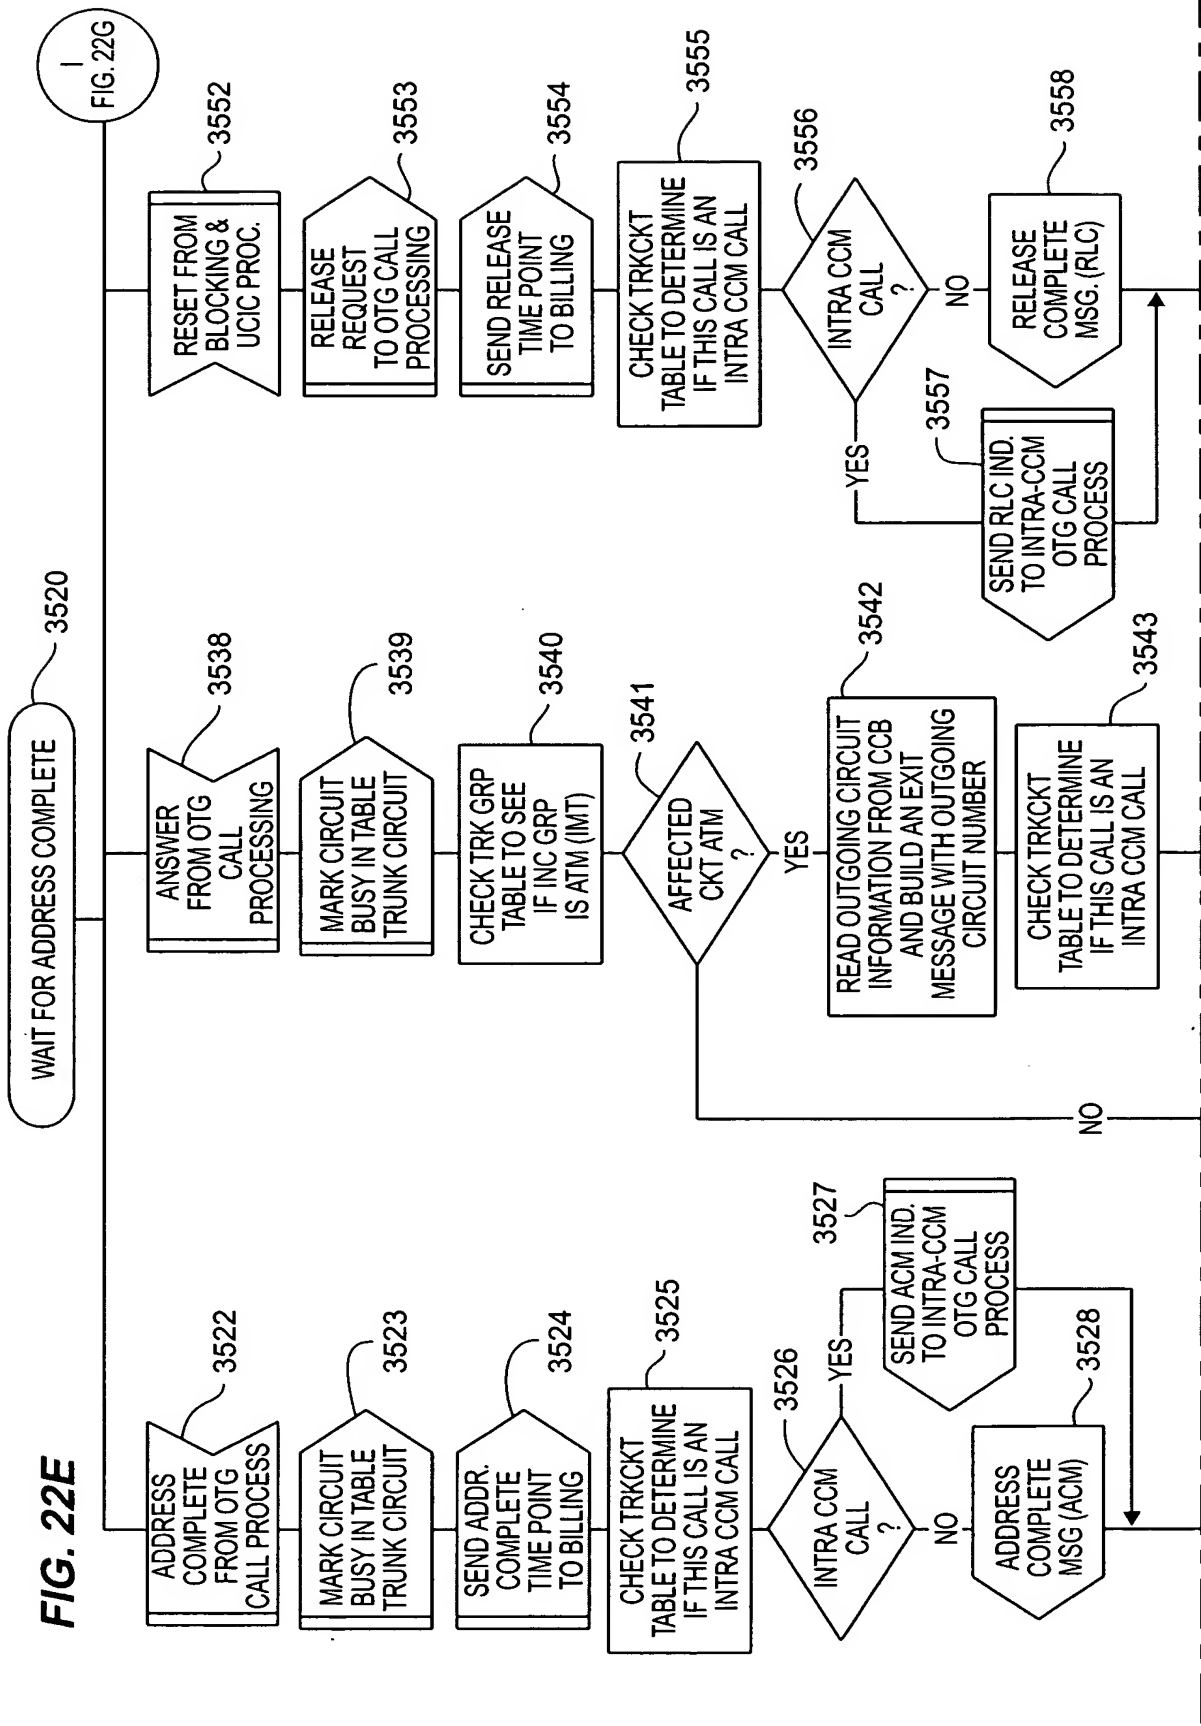 FIG. 22E
WAIT FOR ADDRESS COMPLETE
3520
I
FIG. 22G
ADDRESS
COMPLETE
FROM OTG
CALL PROCESS
3522
MARK CIRCUIT
BUSY IN TABLE
TRUNK CIRCUIT
3523
SEND ADDR.
COMPLETE
TIME POINT
TO BILLING
3524
CHECK TRKCKT
TABLE TO DETERMINE
IF THIS CALL IS AN
INTRA CCM CALL
3525
INTRA CCM
CALL
?
3526
YES
NO
SEND ACM IND.
TO INTRA-CCM
OTG CALL
PROCESS
3527
ADDRESS
COMPLETE
MSG (ACM)
3528
ANSWER
FROM OTG
CALL
PROCESSING
3538
MARK CIRCUIT
BUSY IN TABLE
TRUNK CIRCUIT
3539
CHECK TRK GRP
TABLE TO SEE
IF INC GRP
IS ATM (IMT)
3540
AFFECTED
CKT ATM
?
3541
YES
NO
READ OUTGOING CIRCUIT
INFORMATION FROM CCB
AND BUILD AN EXIT
MESSAGE WITH OUTGOING
CIRCUIT NUMBER
3542
CHECK TRKCKT
TABLE TO DETERMINE
IF THIS CALL IS AN
INTRA CCM CALL
3543
RESET FROM
BLOCKING &
UCIC PROC.
3552
RELEASE
REQUEST
TO OTG CALL
PROCESSING
3553
SEND RELEASE
TIME POINT
TO BILLING
3554
CHECK TRKCKT
TABLE TO DETERMINE
IF THIS CALL IS AN
INTRA CCM CALL
3555
INTRA CCM
CALL
?
3556
YES
NO
SEND RLC IND.
TO INTRA-CCM
OTG CALL
PROCESS
3557
RELEASE
COMPLETE
MSG. (RLC)
3558